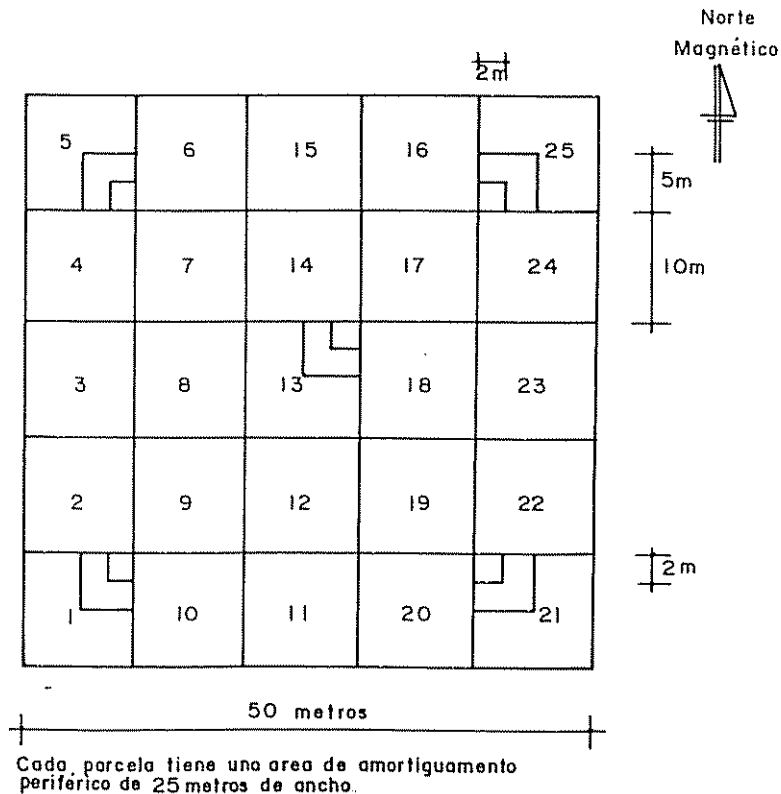 Norte
Magnético
2m
5 6 15 16 25
5m
4 7 14 17 24
10m
3 8 13 18 23
2 9 12 19 22
2m
1 10 11 20 21
50 metros
Cada parcela tiene una area de amortiguamento
periférico de 25 metros de ancho.